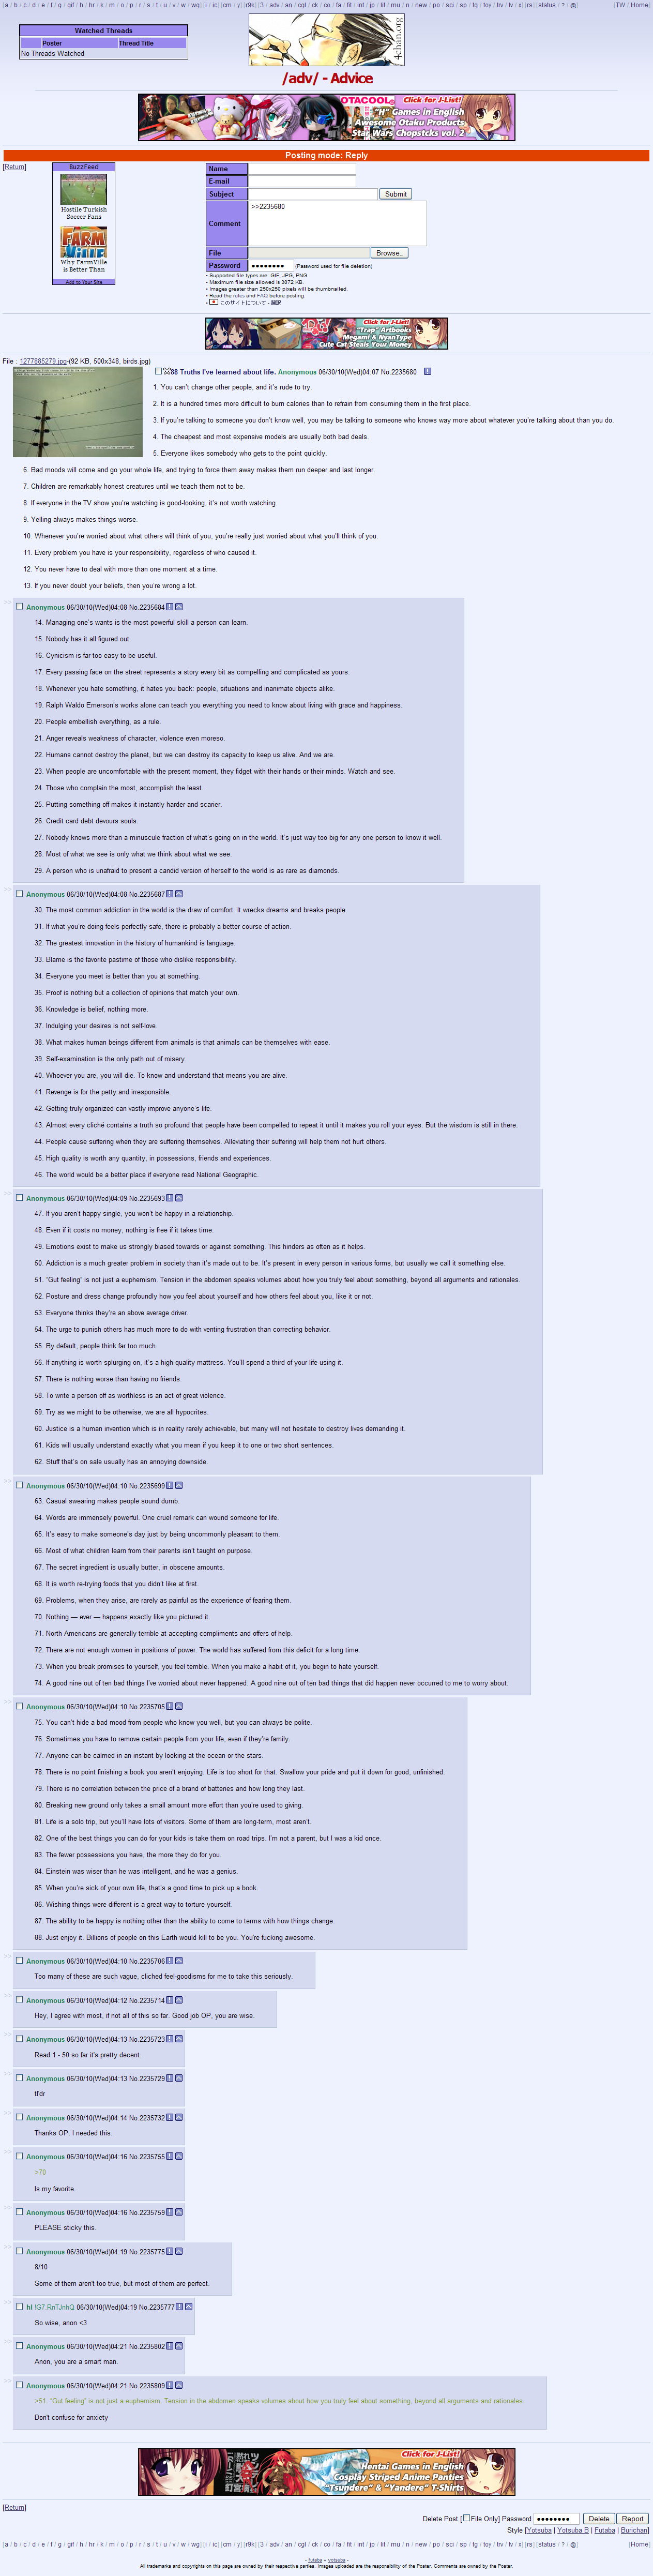 [a / b / c / d / e / f / g / gif / h / hr / k / m / o / p / r / s / t / u / v / w / wg] [i / ic] [cm / y] [r9k] [3 / adv / an / cgl / ck / co / fa / fit / int / jp / lit / mu / n / new / po / sci / sp / tg / toy / trv / tv / x] [rs] [status / ? / @] [TW / Home]
Watched Threads
Poster Thread Title
No Threads Watched
4chan.org
/adv/ - Advice
OTACOOL Click for J-List!
"H" Games in English
Awesome Otaku Products
Star Wars Chopstcks vol. 2
Posting mode: Reply
[Return]
BuzzFeed
Hostile Turkish
Soccer Fans
FARM
VILLE
Why FarmVille
is Better Than
Add to Your Site
Name
E-mail
Subject Submit
Comment >>2235680
File Browse..
Password •••••••• (Password used for file deletion)
• Supported file types are: GIF, JPG, PNG
• Maximum file size allowed is 3072 KB.
• Images greater than 250x250 pixels will be thumbnailed.
• Read the rules and FAQ before posting.
• このサイトについて - 翻訳
Click for J-List!
"Trap" Artbooks
Megami & NyanType
Cute Cat Steals Your Money
File : 1277885279.jpg-(92 KB, 500x348, birds.jpg)
88 Truths I've learned about life. Anonymous 06/30/10(Wed)04:07 No.2235680
1. You can't change other people, and it's rude to try.
2. It is a hundred times more difficult to burn calories than to refrain from consuming them in the first place.
3. If you're talking to someone you don't know well, you may be talking to someone who knows way more about whatever you're talking about than you do.
4. The cheapest and most expensive models are usually both bad deals.
5. Everyone likes somebody who gets to the point quickly.
6. Bad moods will come and go your whole life, and trying to force them away makes them run deeper and last longer.
7. Children are remarkably honest creatures until we teach them not to be.
8. If everyone in the TV show you're watching is good-looking, it's not worth watching.
9. Yelling always makes things worse.
10. Whenever you're worried about what others will think of you, you're really just worried about what you'll think of you.
11. Every problem you have is your responsibility, regardless of who caused it.
12. You never have to deal with more than one moment at a time.
13. If you never doubt your beliefs, then you're wrong a lot.
>> Anonymous 06/30/10(Wed)04:08 No.2235684
14. Managing one's wants is the most powerful skill a person can learn.
15. Nobody has it all figured out.
16. Cynicism is far too easy to be useful.
17. Every passing face on the street represents a story every bit as compelling and complicated as yours.
18. Whenever you hate something, it hates you back: people, situations and inanimate objects alike.
19. Ralph Waldo Emerson's works alone can teach you everything you need to know about living with grace and happiness.
20. People embellish everything, as a rule.
21. Anger reveals weakness of character, violence even moreso.
22. Humans cannot destroy the planet, but we can destroy its capacity to keep us alive. And we are.
23. When people are uncomfortable with the present moment, they fidget with their hands or their minds. Watch and see.
24. Those who complain the most, accomplish the least.
25. Putting something off makes it instantly harder and scarier.
26. Credit card debt devours souls.
27. Nobody knows more than a minuscule fraction of what's going on in the world. It's just way too big for any one person to know it well.
28. Most of what we see is only what we think about what we see.
29. A person who is unafraid to present a candid version of herself to the world is as rare as diamonds.
>> Anonymous 06/30/10(Wed)04:08 No.2235687
30. The most common addiction in the world is the draw of comfort. It wrecks dreams and breaks people.
31. If what you're doing feels perfectly safe, there is probably a better course of action.
32. The greatest innovation in the history of humankind is language.
33. Blame is the favorite pastime of those who dislike responsibility.
34. Everyone you meet is better than you at something.
35. Proof is nothing but a collection of opinions that match your own.
36. Knowledge is belief, nothing more.
37. Indulging your desires is not self-love.
38. What makes human beings different from animals is that animals can be themselves with ease.
39. Self-examination is the only path out of misery.
40. Whoever you are, you will die. To know and understand that means you are alive.
41. Revenge is for the petty and irresponsible.
42. Getting truly organized can vastly improve anyone's life.
43. Almost every cliché contains a truth so profound that people have been compelled to repeat it until it makes you roll your eyes. But the wisdom is still in there.
44. People cause suffering when they are suffering themselves. Alleviating their suffering will help them not hurt others.
45. High quality is worth any quantity, in possessions, friends and experiences.
46. The world would be a better place if everyone read National Geographic.
>> Anonymous 06/30/10(Wed)04:09 No.2235693
47. If you aren't happy single, you won't be happy in a relationship.
48. Even if it costs no money, nothing is free if it takes time.
49. Emotions exist to make us strongly biased towards or against something. This hinders as often as it helps.
50. Addiction is a much greater problem in society than it's made out to be. It's present in every person in various forms, but usually we call it something else.
51. "Gut feeling" is not just a euphemism. Tension in the abdomen speaks volumes about how you truly feel about something, beyond all arguments and rationales.
52. Posture and dress change profoundly how you feel about yourself and how others feel about you, like it or not.
53. Everyone thinks they're an above average driver.
54. The urge to punish others has much more to do with venting frustration than correcting behavior.
55. By default, people think far too much.
56. If anything is worth splurging on, it's a high-quality mattress. You'll spend a third of your life using it.
57. There is nothing worse than having no friends.
58. To write a person off as worthless is an act of great violence.
59. Try as we might to be otherwise, we are all hypocrites.
60. Justice is a human invention which is in reality rarely achievable, but many will not hesitate to destroy lives demanding it.
61. Kids will usually understand exactly what you mean if you keep it to one or two short sentences.
62. Stuff that's on sale usually has an annoying downside.
>> Anonymous 06/30/10(Wed)04:10 No.2235699
63. Casual swearing makes people sound dumb.
64. Words are immensely powerful. One cruel remark can wound someone for life.
65. It's easy to make someone's day just by being uncommonly pleasant to them.
66. Most of what children learn from their parents isn't taught on purpose.
67. The secret ingredient is usually butter, in obscene amounts.
68. It is worth re-trying foods that you didn't like at first.
69. Problems, when they arise, are rarely as painful as the experience of fearing them.
70. Nothing — ever — happens exactly like you pictured it.
71. North Americans are generally terrible at accepting compliments and offers of help.
72. There are not enough women in positions of power. The world has suffered from this deficit for a long time.
73. When you break promises to yourself, you feel terrible. When you make a habit of it, you begin to hate yourself.
74. A good nine out of ten bad things I've worried about never happened. A good nine out of ten bad things that did happen never occurred to me to worry about.
>> Anonymous 06/30/10(Wed)04:10 No.2235705
75. You can't hide a bad mood from people who know you well, but you can always be polite.
76. Sometimes you have to remove certain people from your life, even if they're family.
77. Anyone can be calmed in an instant by looking at the ocean or the stars.
78. There is no point finishing a book you aren't enjoying. Life is too short for that. Swallow your pride and put it down for good, unfinished.
79. There is no correlation between the price of a brand of batteries and how long they last.
80. Breaking new ground only takes a small amount more effort than you're used to giving.
81. Life is a solo trip, but you'll have lots of visitors. Some of them are long-term, most aren't.
82. One of the best things you can do for your kids is take them on road trips. I'm not a parent, but I was a kid once.
83. The fewer possessions you have, the more they do for you.
84. Einstein was wiser than he was intelligent, and he was a genius.
85. When you're sick of your own life, that's a good time to pick up a book.
86. Wishing things were different is a great way to torture yourself.
87. The ability to be happy is nothing other than the ability to come to terms with how things change.
88. Just enjoy it. Billions of people on this Earth would kill to be you. You're fucking awesome.
>> Anonymous 06/30/10(Wed)04:10 No.2235706
Too many of these are such vague, cliched feel-goodisms for me to take this seriously.
>> Anonymous 06/30/10(Wed)04:12 No.2235714
Hey, I agree with most, if not all of this so far. Good job OP, you are wise.
>> Anonymous 06/30/10(Wed)04:13 No.2235723
Read 1 - 50 so far it's pretty decent.
>> Anonymous 06/30/10(Wed)04:13 No.2235729
tl'dr
>> Anonymous 06/30/10(Wed)04:14 No.2235732
Thanks OP. I needed this.
>> Anonymous 06/30/10(Wed)04:16 No.2235755
>70
Is my favorite.
>> Anonymous 06/30/10(Wed)04:16 No.2235759
PLEASE sticky this.
>> Anonymous 06/30/10(Wed)04:19 No.2235775
8/10
Some of them aren't true, but most of them are perfect.
>> hl !G7.RnTJnhQ 06/30/10(Wed)04:19 No.2235777
So wise, anon <3
>> Anonymous 06/30/10(Wed)04:21 No.2235802
Anon, you are a smart man.
>> Anonymous 06/30/10(Wed)04:21 No.2235809
>51. "Gut feeling" is not just a euphemism. Tension in the abdomen speaks volumes about how you truly feel about something, beyond all arguments and rationales.
Don't confuse for anxiety
Click for J-List!
Hentai Games in English
Cosplay Striped Anime Panties
"Tsundere" & "Yandere" T-Shirts
[Return]
Delete Post [File Only] Password •••••••• Delete Report
Style [Yotsuba | Yotsuba B | Futaba | Burichan]
[a / b / c / d / e / f / g / gif / h / hr / k / m / o / p / r / s / t / u / v / w / wg] [i / ic] [cm / y] [r9k] [3 / adv / an / cgl / ck / co / fa / fit / int / jp / lit / mu / n / new / po / sci / sp / tg / toy / trv / tv / x] [rs] [status / ? / @] [Home]
- futaba + yotsuba -
All trademarks and copyrights on this page are owned by their respective parties. Images uploaded are the responsibility of the Poster. Comments are owned by the Poster.